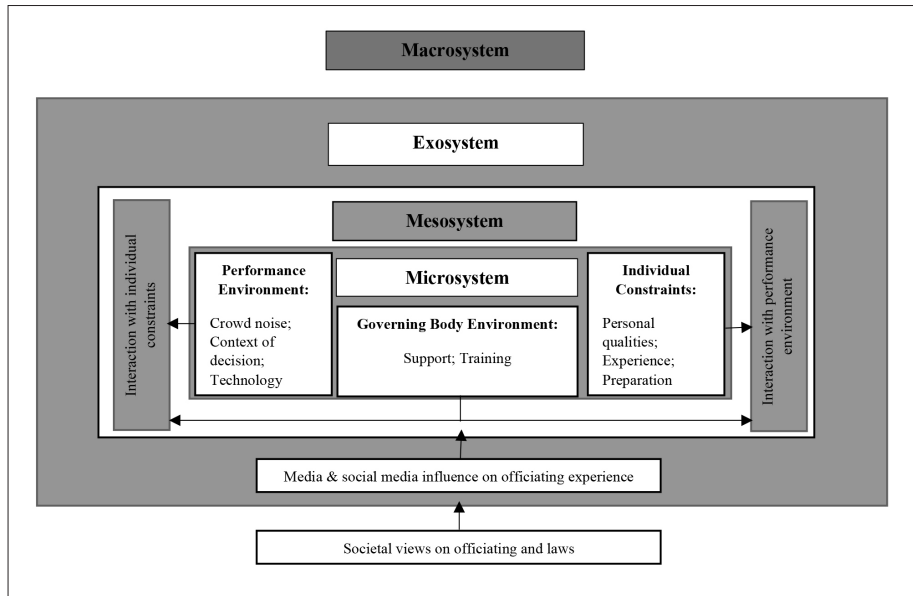 Macrosystem
Exosystem
Mesosystem
Interaction with individual
constraints
Performance
Environment:
Crowd noise;
Context of
decision;
Technology
Microsystem
Governing Body Environment:
Support; Training
Individual
Constraints:
Personal
qualities;
Experience;
Preparation
Interaction with performance
environment
Media & social media influence on officiating experience
Societal views on officiating and laws